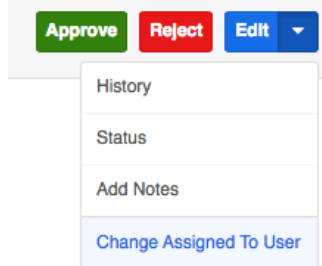 Approve Reject Edit
History
Status
Add Notes
Change Assigned To User